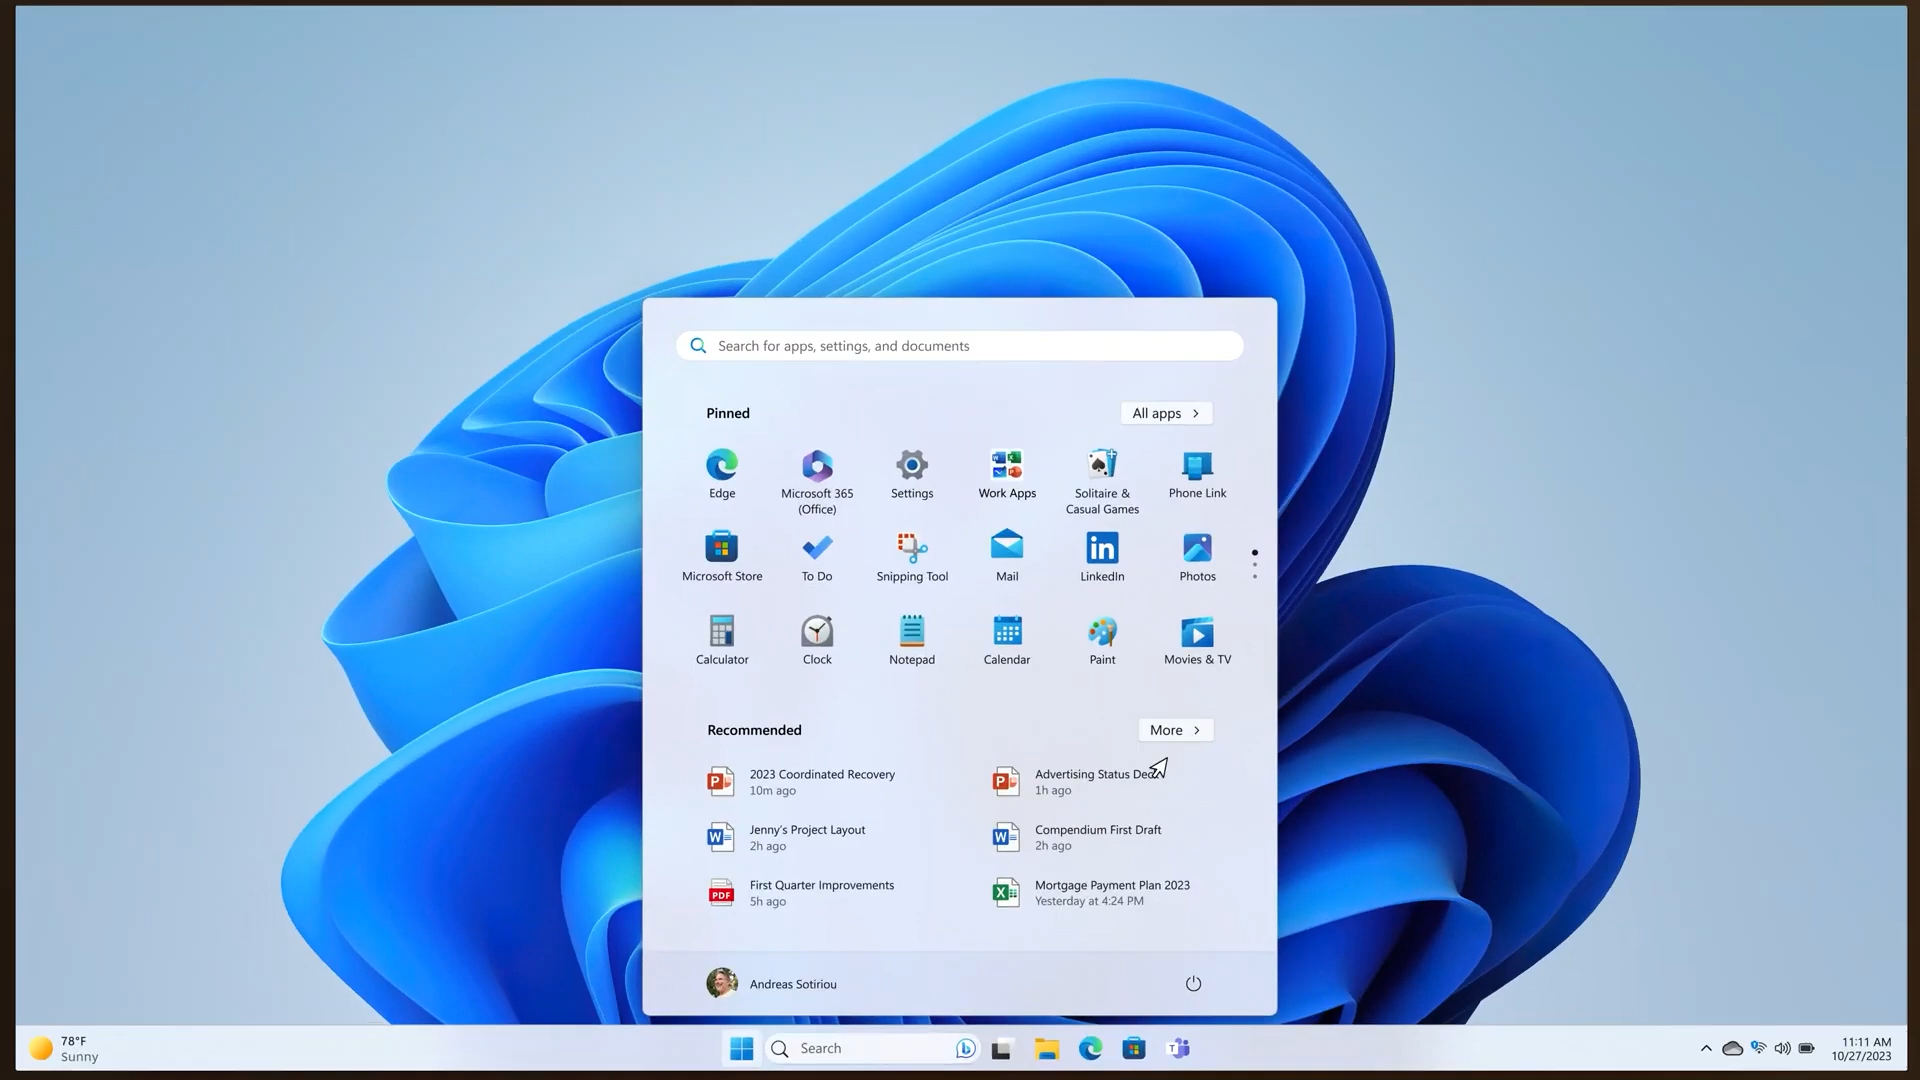 Search for apps, settings, and documents
Pinned
All apps
Edge
Microsoft 365
(Office)
Settings
Work Apps
Solitaire &
Casual Games
Phone Link
Microsoft Store
To Do
Snipping Tool
Mail
LinkedIn
Photos
Calculator
Clock
Notepad
Calendar
Paint
Movies & TV
Recommended
More
2023 Coordinated Recovery
10m ago
Advertising Status
1h ago
Jenny's Project Layout
2h ago
Compendium First Draft
2h ago
First Quarter Improvements
5h ago
Mortgage Payment Plan 2023
Yesterday at 4:24 PM
Andreas Sotiriou
78°F
Sunny
Search
11:11 AM
10/27/2023